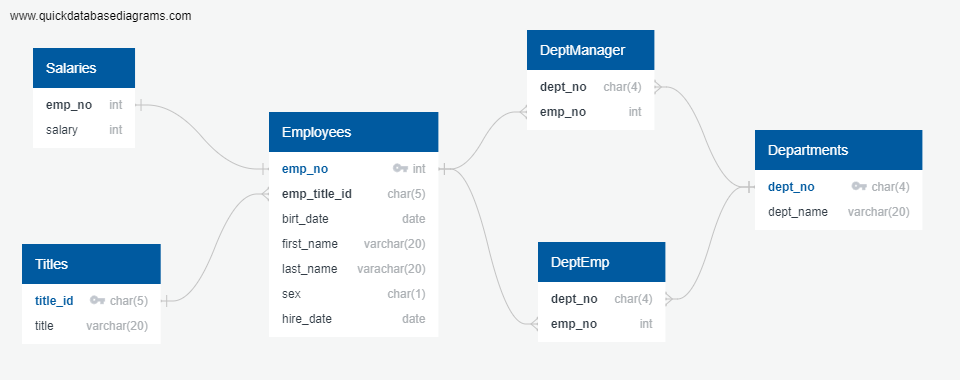 www.quickdatabasediagrams.com
Salaries
emp_no int
salary int
Titles
title_id char(5)
title varchar(20)
Employees
emp_no int
emp_title_id char(5)
birt_date date
first_name varchar(20)
last_name varachar(20)
sex char(1)
hire_date date
DeptManager
dept_no char(4)
emp_no int
DeptEmp
dept_no char(4)
emp_no int
Departments
dept_no char(4)
dept_name varchar(20)